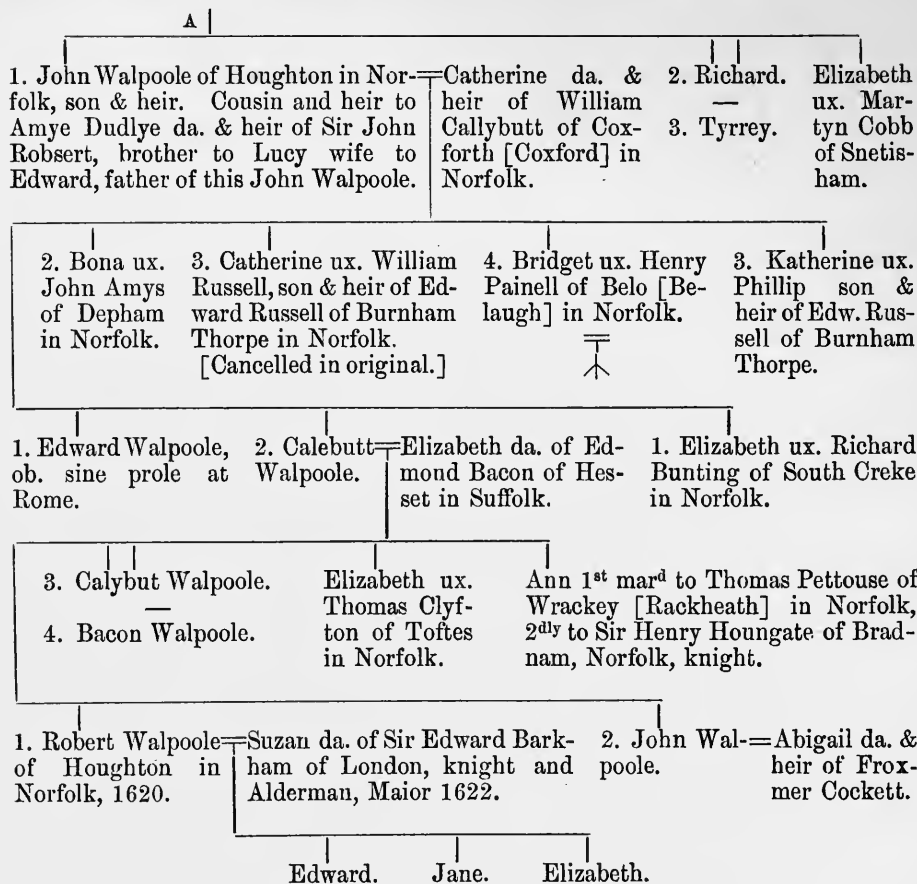 A
1. John Walpoole of Houghton in Nor-
folk, son & heir. Cousin and heir to
Amye Dudlye da. & heir of Sir John
Robsert, brother to Lucy wife to
Edward, father of this John Walpoole.
Catherine da. &
heir of William
Callybutt of Cox-
forth [Coxford] in
Norfolk.
2. Richard.
—
3. Tyrrey.
Elizabeth
ux. Mar-
tyn Cobb
of Snetis-
ham.
2. Bona ux.
John Amys
of Depham
in Norfolk.
3. Catherine ux. William
Russell, son & heir of Ed-
ward Russell of Burnham
Thorpe in Norfolk.
[Cancelled in original.]
4. Bridget ux. Henry
Painell of Belo [Be-
laugh] in Norfolk.
3. Katherine ux.
Phillip son &
heir of Edw. Rus-
sell of Burnham
Thorpe.
1. Edward Walpoole,
ob. sine prole at
Rome.
2. Calebutt
Walpoole.
Elizabeth da. of Ed-
mond Bacon of Hes-
set in Suffolk.
1. Elizabeth ux. Richard
Bunting of South Creke
in Norfolk.
3. Calybut Walpoole.
—
4. Bacon Walpoole.
Elizabeth ux.
Thomas Clyf-
ton of Toftes
in Norfolk.
Ann 1st mard to Thomas Pettouse of
Wrackey [Rackheath] in Norfolk,
2dly to Sir Henry Houngate of Brad-
nam, Norfolk, knight.
1. Robert Walpoole
of Houghton in
Norfolk, 1620.
Suzan da. of Sir Edward Bark-
ham of London, knight and
Alderman, Maior 1622.
2. John Wal-
poole.
Abigail da. &
heir of Frox-
mer Cockett.
Edward. Jane. Elizabeth.